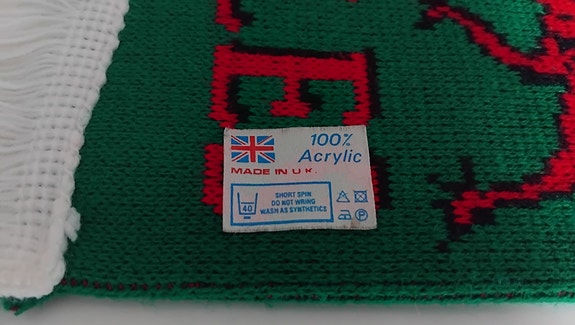 100%
Acrylic
MADE IN U.K.
40
SHORT SPIN
DO NOT WRING
WASH AS SYNTHETICS
P